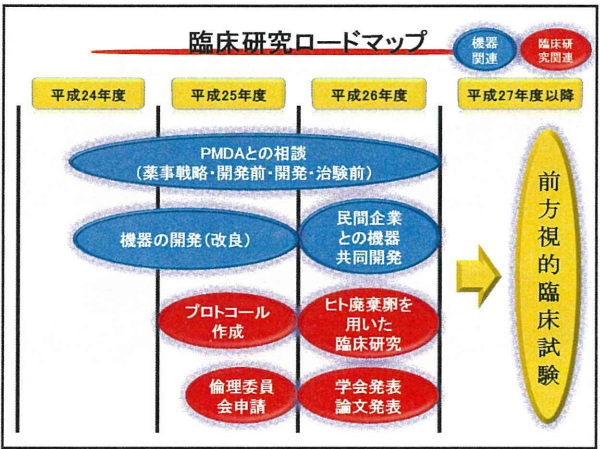 臨床研究ロードマップ
機器
関連
臨床研
究関連
平成24年度
平成25年度
平成26年度
平成27年度以降
PMDAとの相談
(薬事戦略・開発前・開発・治験前)
機器の開発(改良)
民間企業
との機器
共同開発
プロトコール
作成
ヒト廃棄卵を
用いた
臨床研究
倫理委員
会申請
学会発表
論文発表
前方視的臨床試験